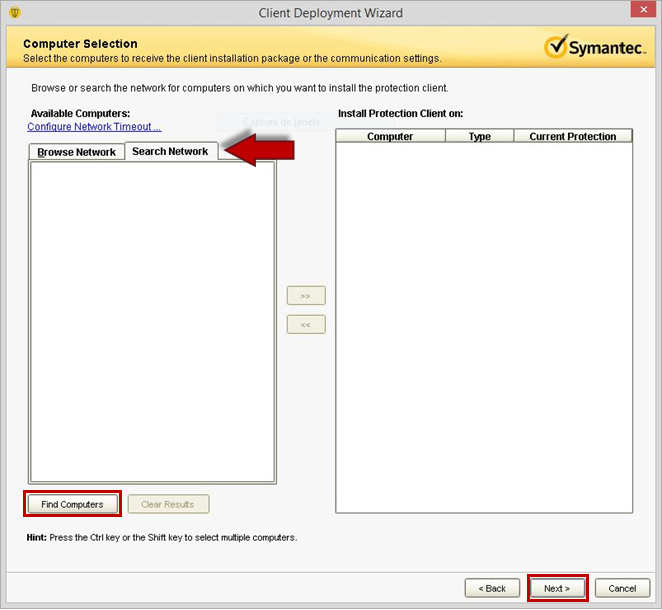 Client Deployment Wizard
Computer Selection
Select the computers to receive the client installation package or the communication settings.
Symantec.
Browse or search the network for computers on which you want to install the protection client.
Available Computers:
Configure Network Timeout ...
Captura de Janela
Install Protection Client on:
Browse Network
Search Network
Computer
Type
Current Protection
>>
<<
Find Computers
Clear Results
Hint: Press the Ctrl key or the Shift key to select multiple computers.
< Back
Next >
Cancel